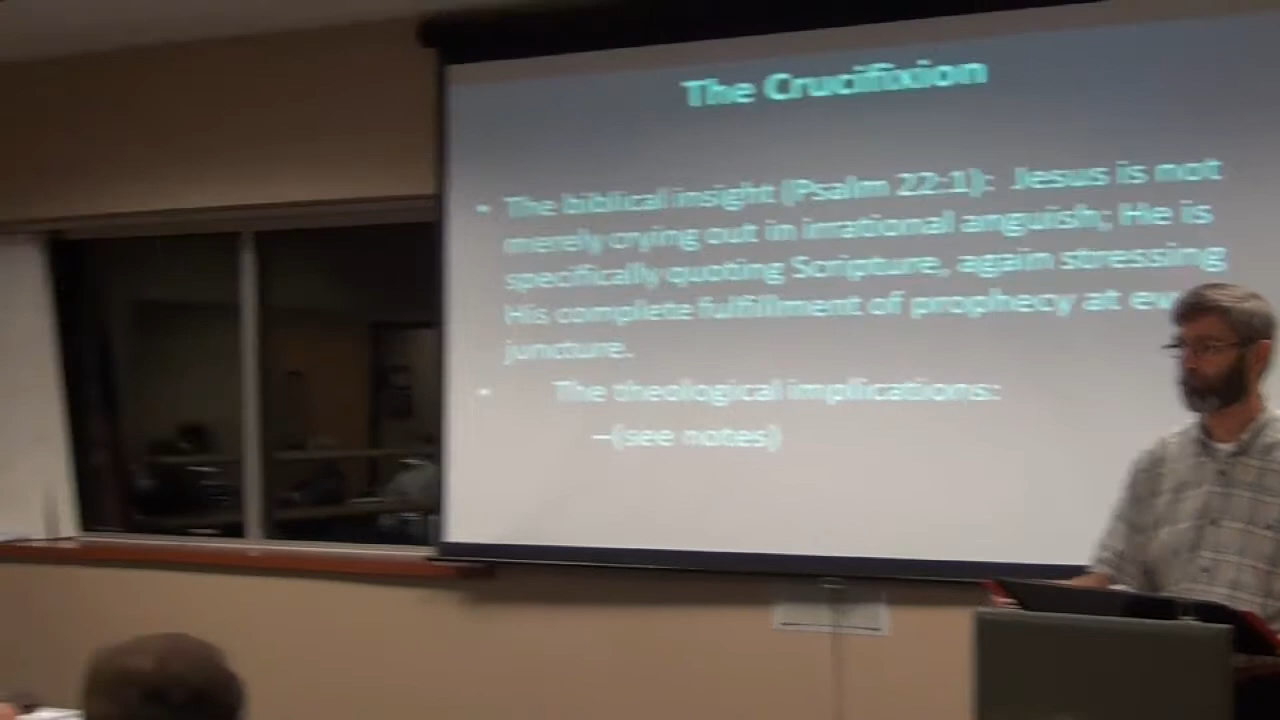 The Crucifixion
• The biblical insight (Psalm 22:1): Jesus is not
merely crying out in irrational anguish; He is
specifically quoting Scripture, again stressing
His complete fulfillment of prophecy at ev
juncture.
• The theological implications:
–(see notes)